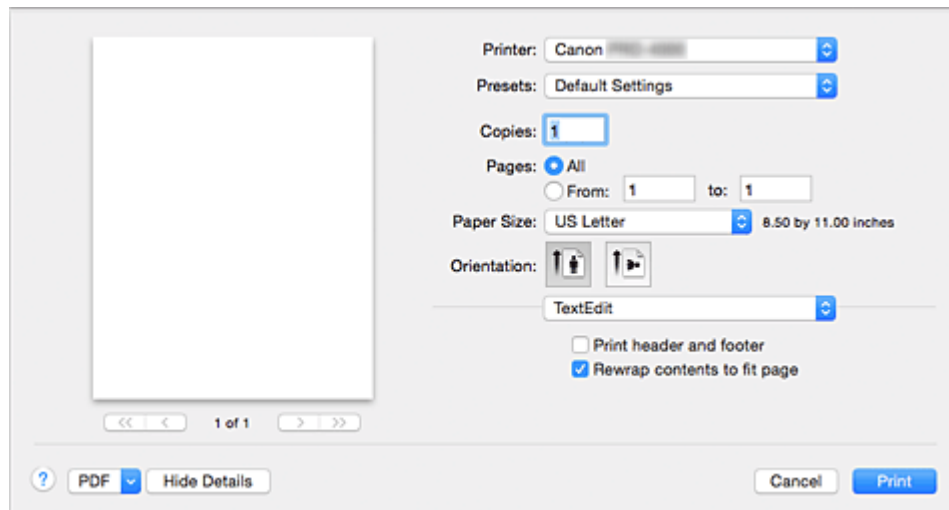 Printer: Canon
Presets: Default Settings
Copies: 1
Pages: All
From: 1 to: 1
Paper Size: US Letter 8.50 by 11.00 inches
Orientation:
TextEdit
Print header and footer
Rewrap contents to fit page
<< < 1 of 1 > >>
? PDF Hide Details Cancel Print